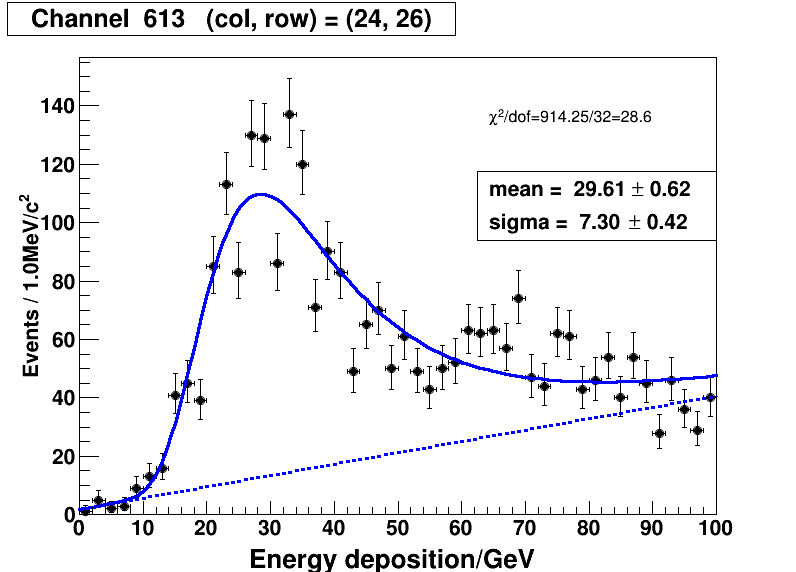 Channel 613 (col, row) = (24, 26)
Events / 1.0MeV/c²
140
120
100
80
60
40
20
0
χ²/dof=914.25/32=28.6
mean = 29.61 ± 0.62
sigma = 7.30 ± 0.42
0 10 20 30 40 50 60 70 80 90 100
Energy deposition/GeV